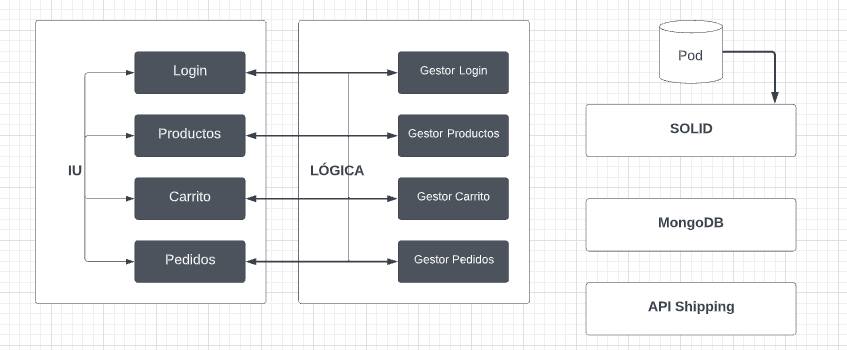 Login
Productos
IU
Carrito
Pedidos
LÓGICA
Gestor Login
Gestor Productos
Gestor Carrito
Gestor Pedidos
Pod
SOLID
MongoDB
API Shipping